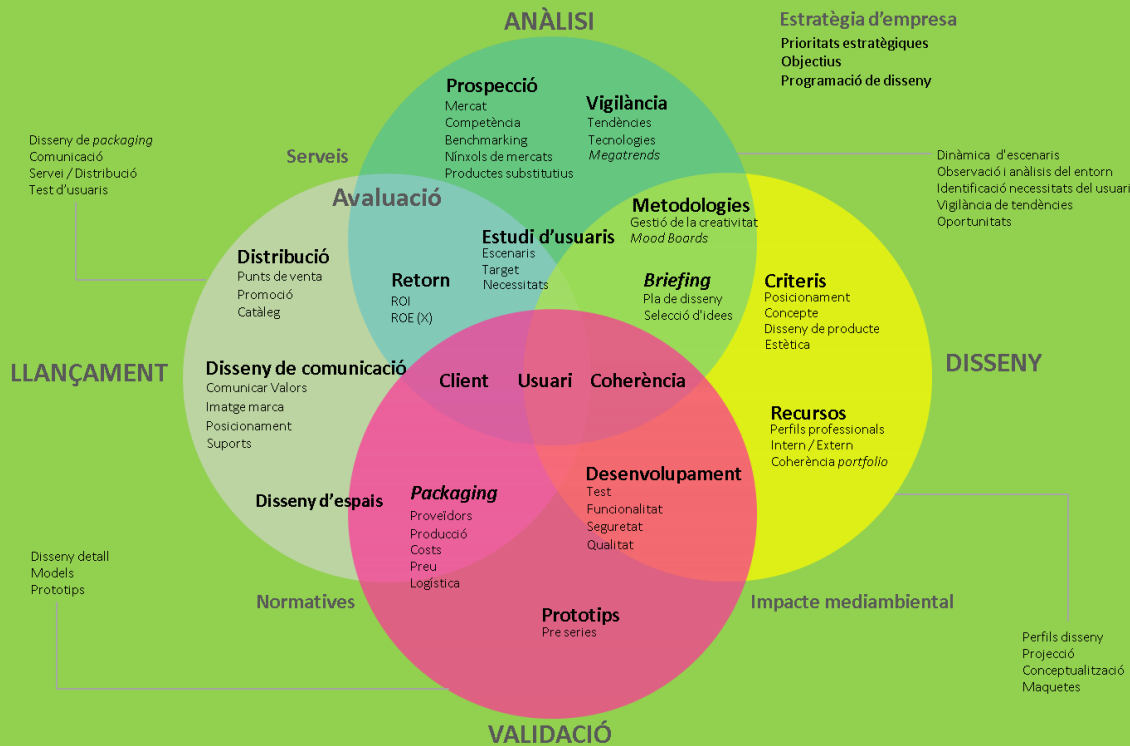 ANÀLISI
Estratègia d'empresa
Prioritats estratègiques
Objectius
Programació de disseny
Prospecció
Mercat
Competència
Benchmarking
Nínxols de mercats
Productes substitutius
Vigilància
Tendències
Tecnologies
Megatrends
Disseny de packaging
Comunicació
Servei / Distribució
Test d'usuaris
Serveis
Avaluació
Dinàmica d'escenaris
Observació i anàlisis del entorn
Identificació necessitats del usuari
Vigilància de tendències
Oportunitats
Metodologies
Gestió de la creativitat
Mood Boards
Estudi d'usuaris
Escenaris
Target
Necessitats
Distribució
Punts de venta
Promoció
Catàleg
Retorn
ROI
ROE (X)
Briefing
Pla de disseny
Selecció d'idees
Criteris
Posicionament
Concepte
Disseny de producte
Estètica
LLANÇAMENT
DISSENY
Disseny de comunicació
Comunicar Valors
Imatge marca
Posicionament
Suports
Client
Usuari
Coherència
Recursos
Perfils professionals
Intern / Extern
Coherència portfolio
Disseny d'espais
Packaging
Proveïdors
Producció
Costs
Preu
Logística
Desenvolupament
Test
Funcionalitat
Seguretat
Qualitat
Disseny detall
Models
Prototips
Normatives
Prototips
Pre series
Impacte mediambiental
Perfils disseny
Projecció
Conceptualització
Maquetes
VALIDACIÓ